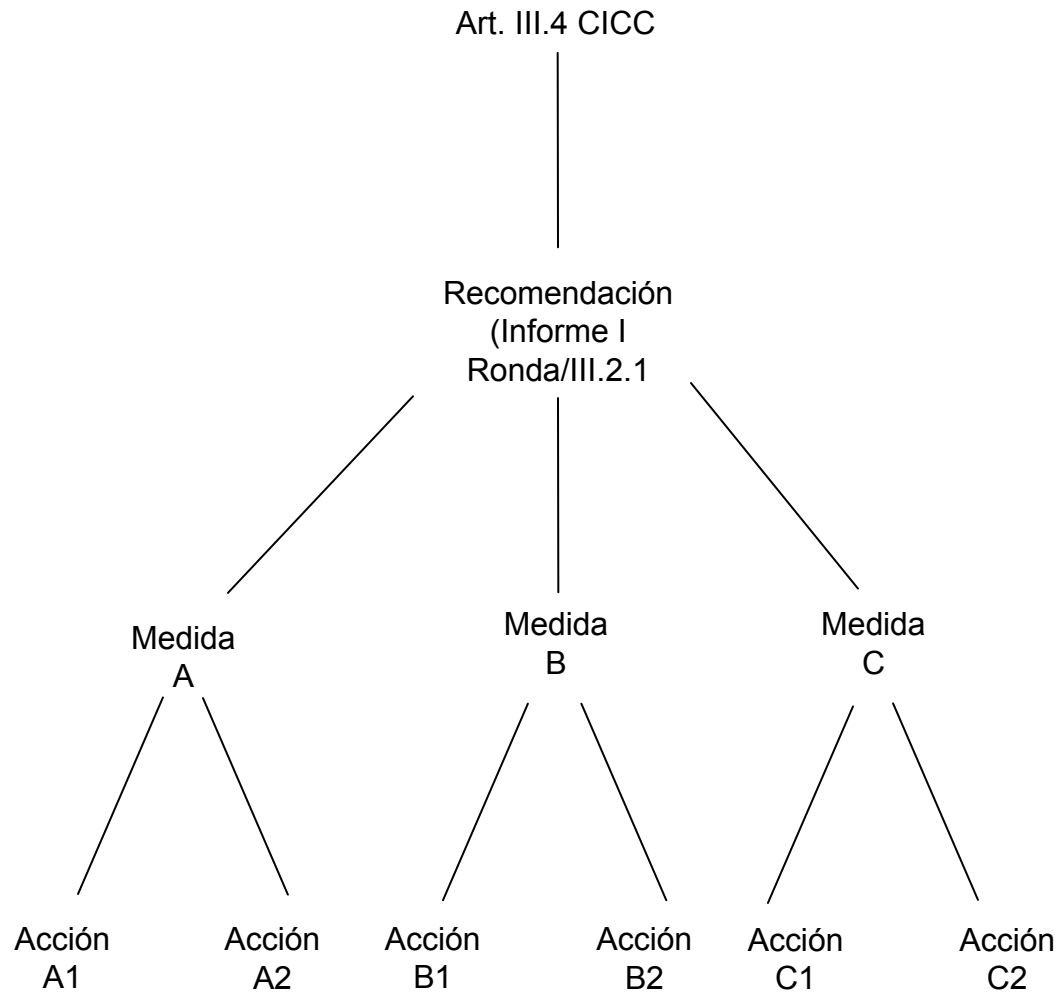 Art. III.4 CICC
Recomendación
(Informe I
Ronda/III.2.1
Medida
A
Medida
B
Medida
C
Acción
A1
Acción
A2
Acción
B1
Acción
B2
Acción
C1
Acción
C2